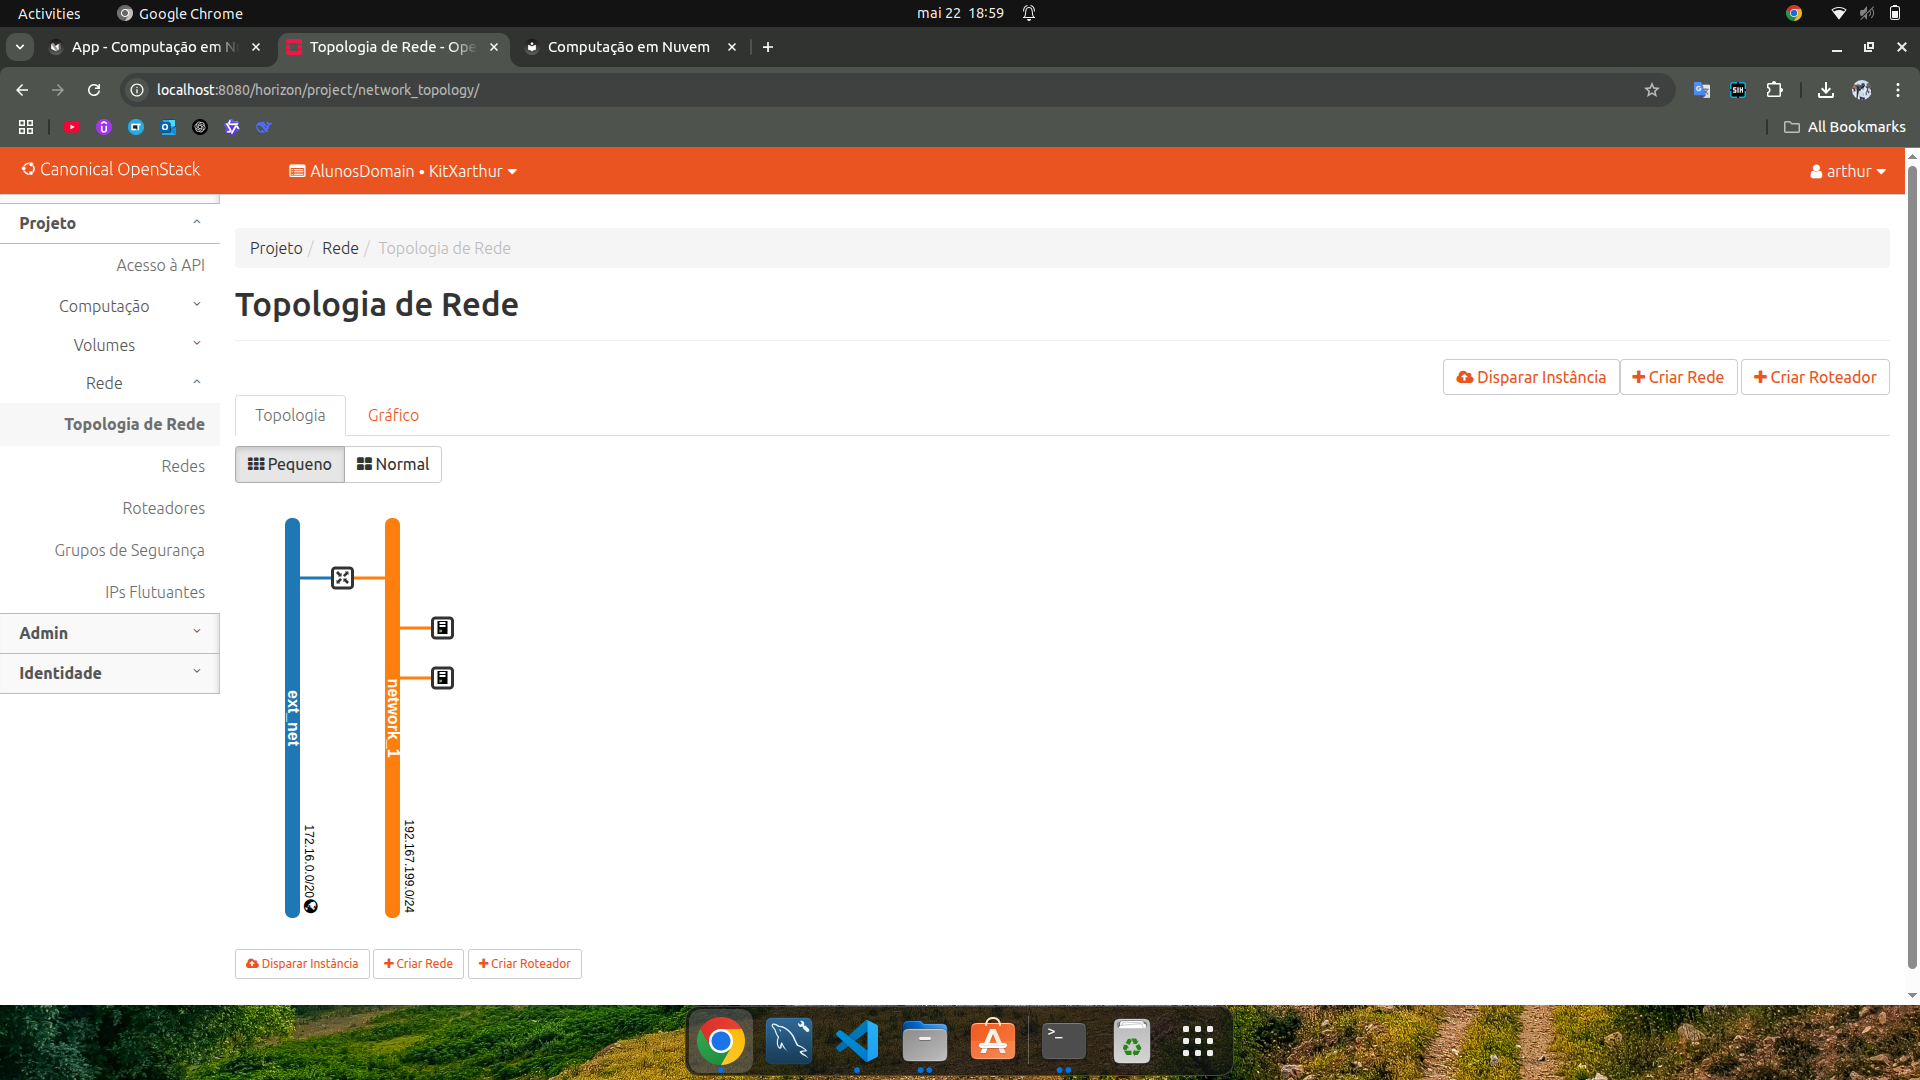 Activities
Google Chrome
mai 22 18:59
App - Computação em N
Topologia de Rede - Ope
Computação em Nuvem
localhost:8080/horizon/project/network_topology/
All Bookmarks
Canonical OpenStack
AlunosDomain • KitXarthur
arthur
Projeto
Acesso à API
Computação
Volumes
Rede
Topologia de Rede
Redes
Roteadores
Grupos de Segurança
IPs Flutuantes
Admin
Identidade
Projeto / Rede / Topologia de Rede
Topologia de Rede
Disparar Instância
Criar Rede
Criar Roteador
Topologia
Gráfico
Pequeno
Normal
ext_net
172.16.0.0/20
network_1
192.167.199.0/24
Disparar Instância
Criar Rede
Criar Roteador